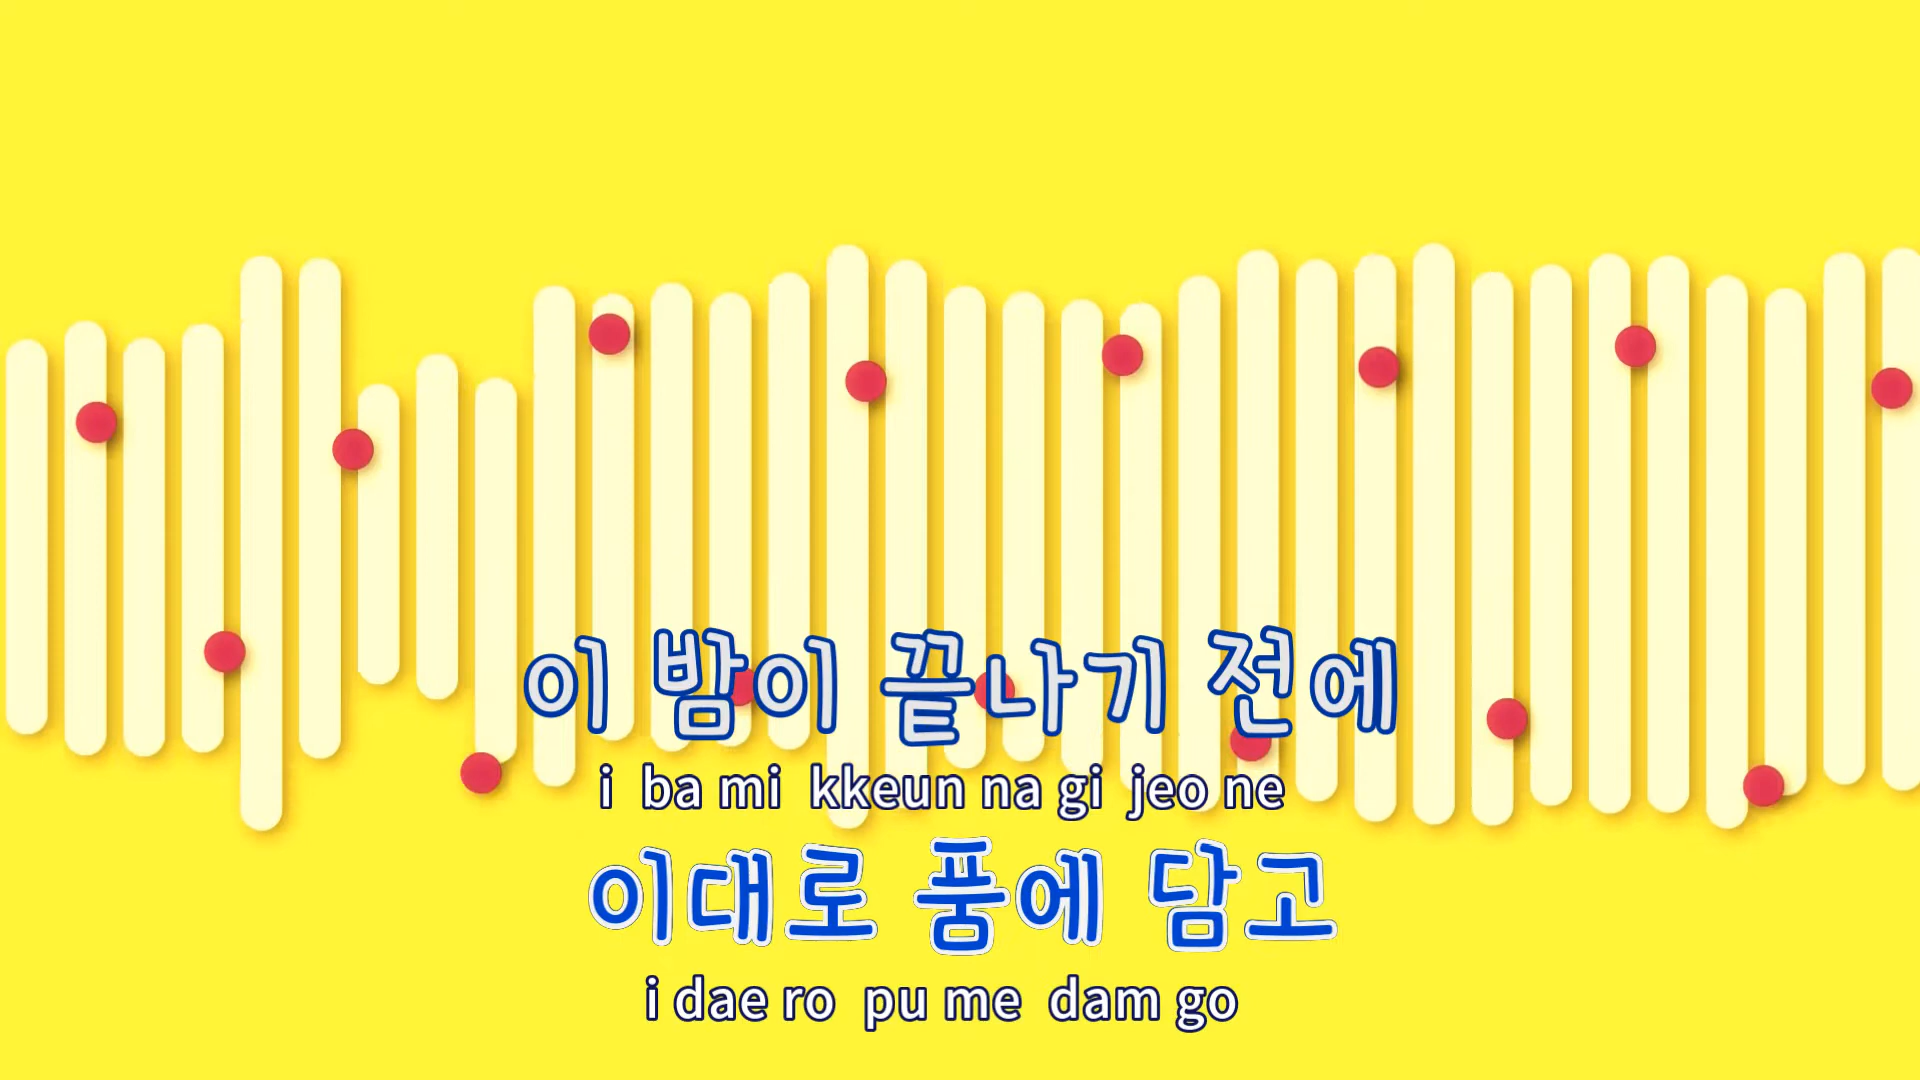 이 밤이 끝나기 전에
i ba mi kkeun na gi jeo ne
이대로 품에 담고
i dae ro pu me dam go